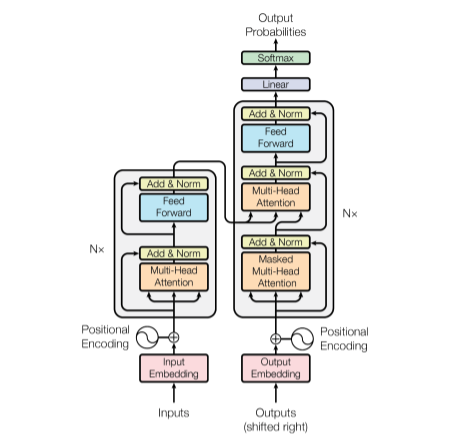 Output
Probabilities
Softmax
Linear
Add & Norm
Feed
Forward
Add & Norm
Multi-Head
Attention
Add & Norm
Masked
Multi-Head
Attention
Nx
Add & Norm
Feed
Forward
Add & Norm
Multi-Head
Attention
N×
Positional
Encoding
Positional
Encoding
Input
Embedding
Output
Embedding
Inputs
Outputs
(shifted right)